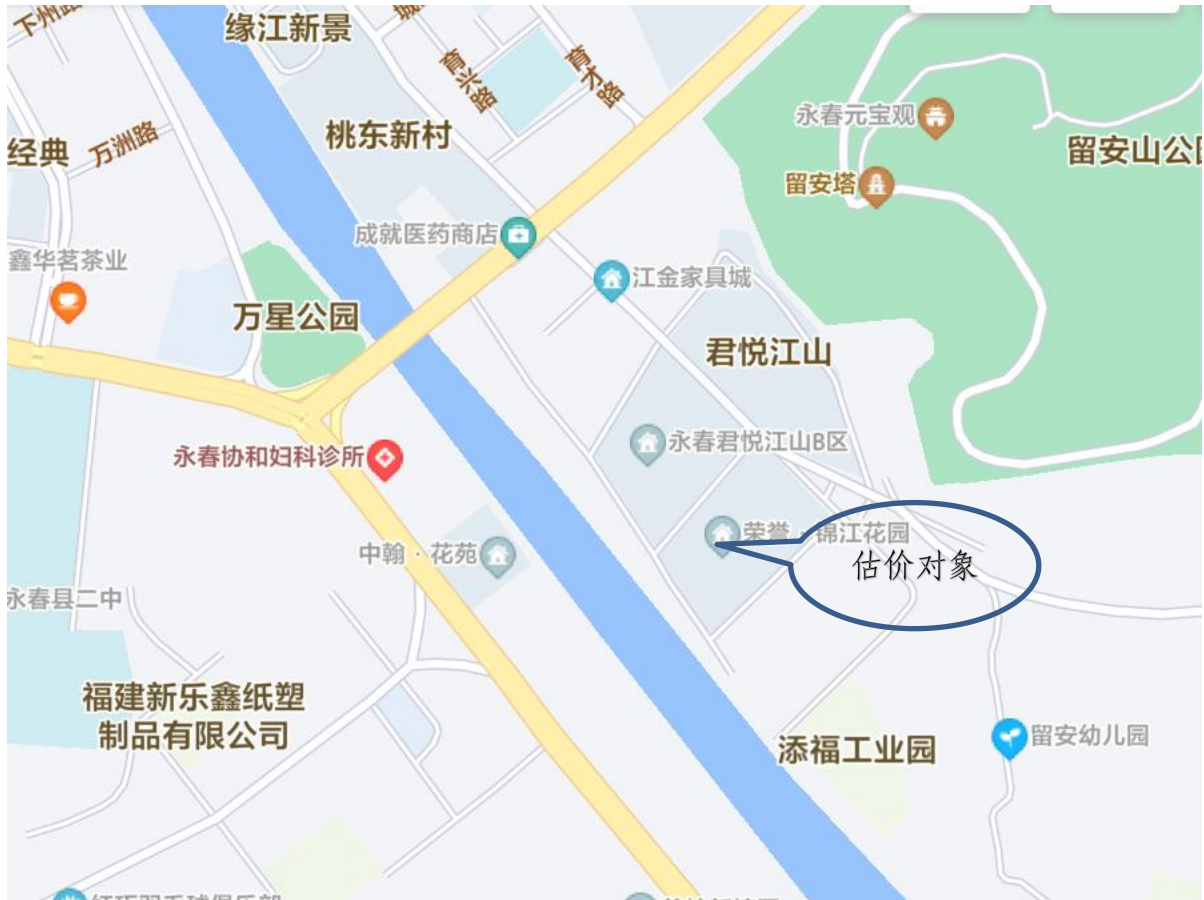 下州路
缘江新景
城
育兴路
育才路
永春元宝观
桃东新村
经典
万洲路
留安山公
留安塔
成就医药商店
鑫华茗茶业
江金家具城
万星公园
君悦江山
永春君悦江山B区
永春协和妇科诊所
荣誉·锦江花园
中翰·花苑
估价对象
永春县二中
福建新乐鑫纸塑
制品有限公司
添福工业园
留安幼儿园